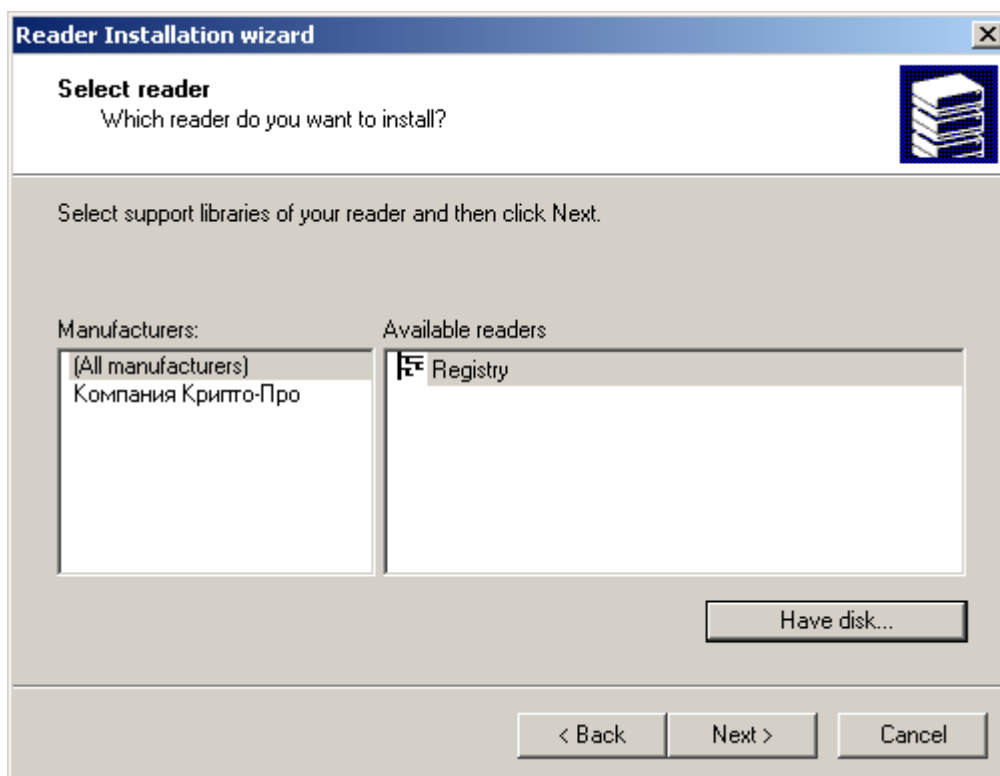 Reader Installation wizard
Select reader
Which reader do you want to install?
Select support libraries of your reader and then click Next.
Manufacturers:
Available readers
(All manufacturers)
Registry
Компания Крипто-Про
Have disk...
< Back
Next >
Cancel